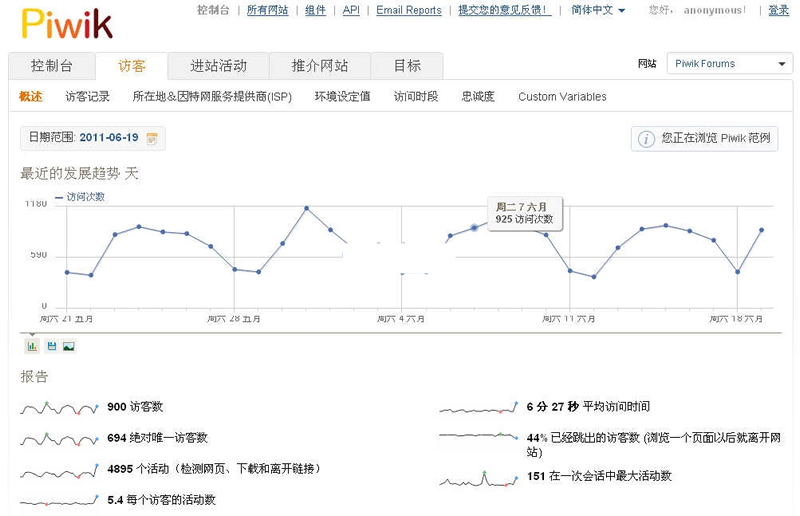 Piwik
控制台 | 所有网站 | 组件 | API | Email Reports | 提交您的意见反馈! | 简体中文 您好, anonymous! | 登录
控制台 访客 进站活动 推介网站 目标
网站 Piwik Forums
概述 访客记录 所在地&因特网服务提供商(ISP) 环境设定值 访问时段 忠诚度 Custom Variables
日期范围: 2011-06-19
您正在浏览 Piwik 范例
最近的发展趋势 天
访问次数
1180
周二 7 六月
925 访问次数
590
0
周六 21 五月 周六 28 五月 周六 4 六月 周六 11 六月 周六 18 六月
报告
900 访客数
694 绝对唯一访客数
4895 个活动（检测网页、下载和离开链接）
5.4 每个访客的活动数
6 分 27 秒 平均访问时间
44% 已经跳出的访客数 (浏览一个页面以后就离开网
站)
151 在一次会话中最大活动数